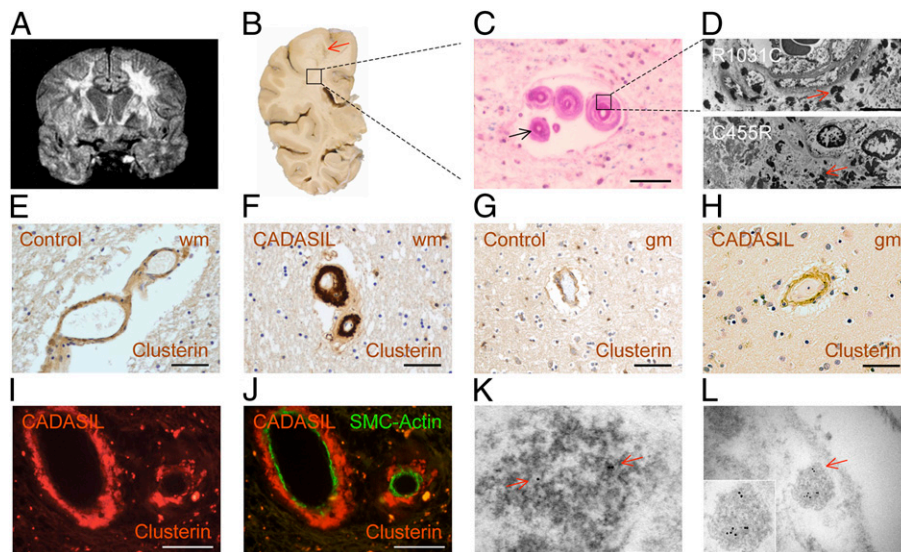 A
B
C
D
R1031C
C455R
E
F
G
H
Control wm
Clusterin
CADASIL wm
Clusterin
Control gm
Clusterin
CADASIL gm
Clusterin
I
J
K
L
CADASIL
Clusterin
CADASIL SMC-Actin
Clusterin